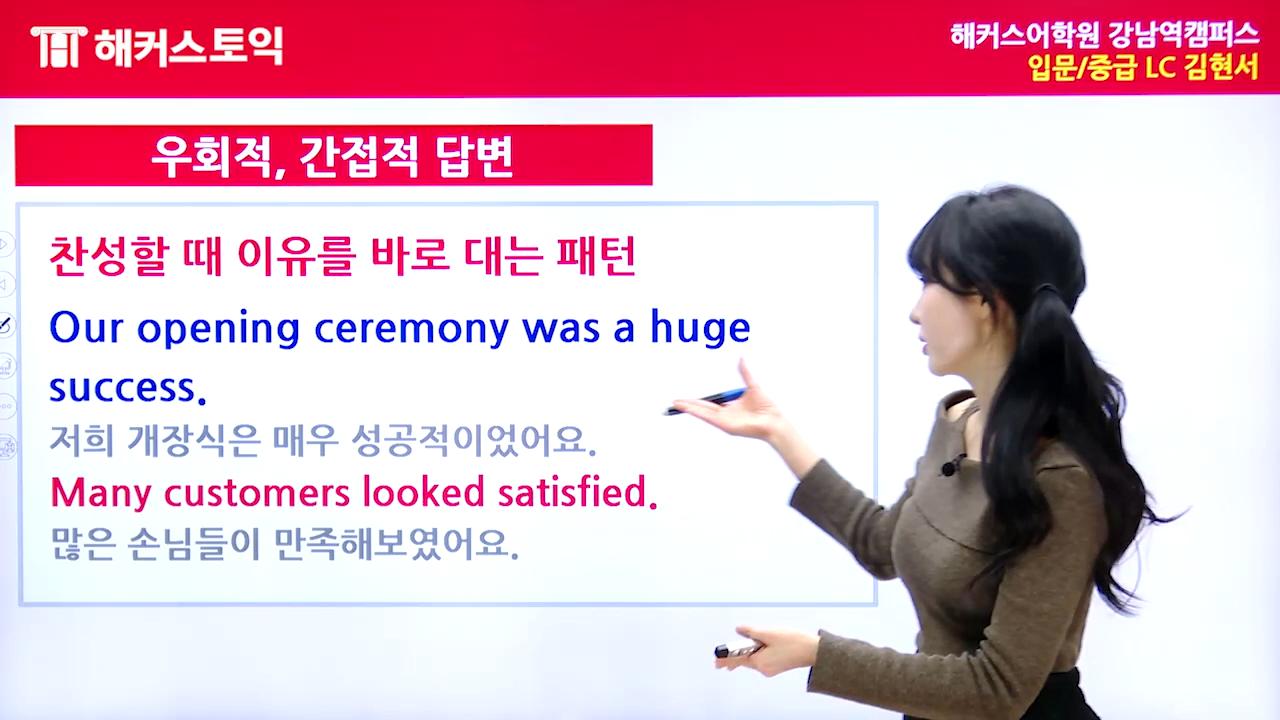 해커스토익
해커스어학원 강남역캠퍼스
입문/중급 LC 김현서
우회적, 간접적 답변
찬성할 때 이유를 바로 대는 패턴
Our opening ceremony was a huge
success.
저희 개장식은 매우 성공적이었어요.
Many customers looked satisfied.
많은 손님들이 만족해보였어요.